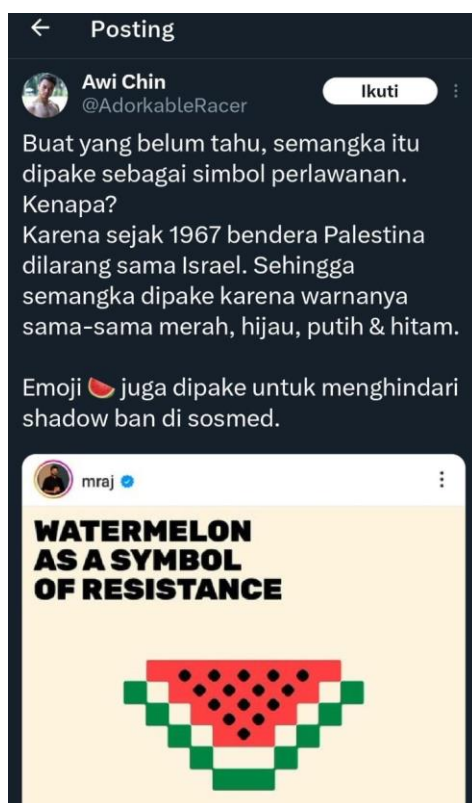 Posting
Awi Chin
@AdorkableRacer
Ikuti
Buat yang belum tahu, semangka itu
dipake sebagai simbol perlawanan.
Kenapa?
Karena sejak 1967 bendera Palestina
dilarang sama Israel. Sehingga
semangka dipake karena warnanya
sama-sama merah, hijau, putih & hitam.
Emoji 🍉 juga dipake untuk menghindari
shadow ban di sosmed.
mraj
WATERMELON
AS A SYMBOL
OF RESISTANCE